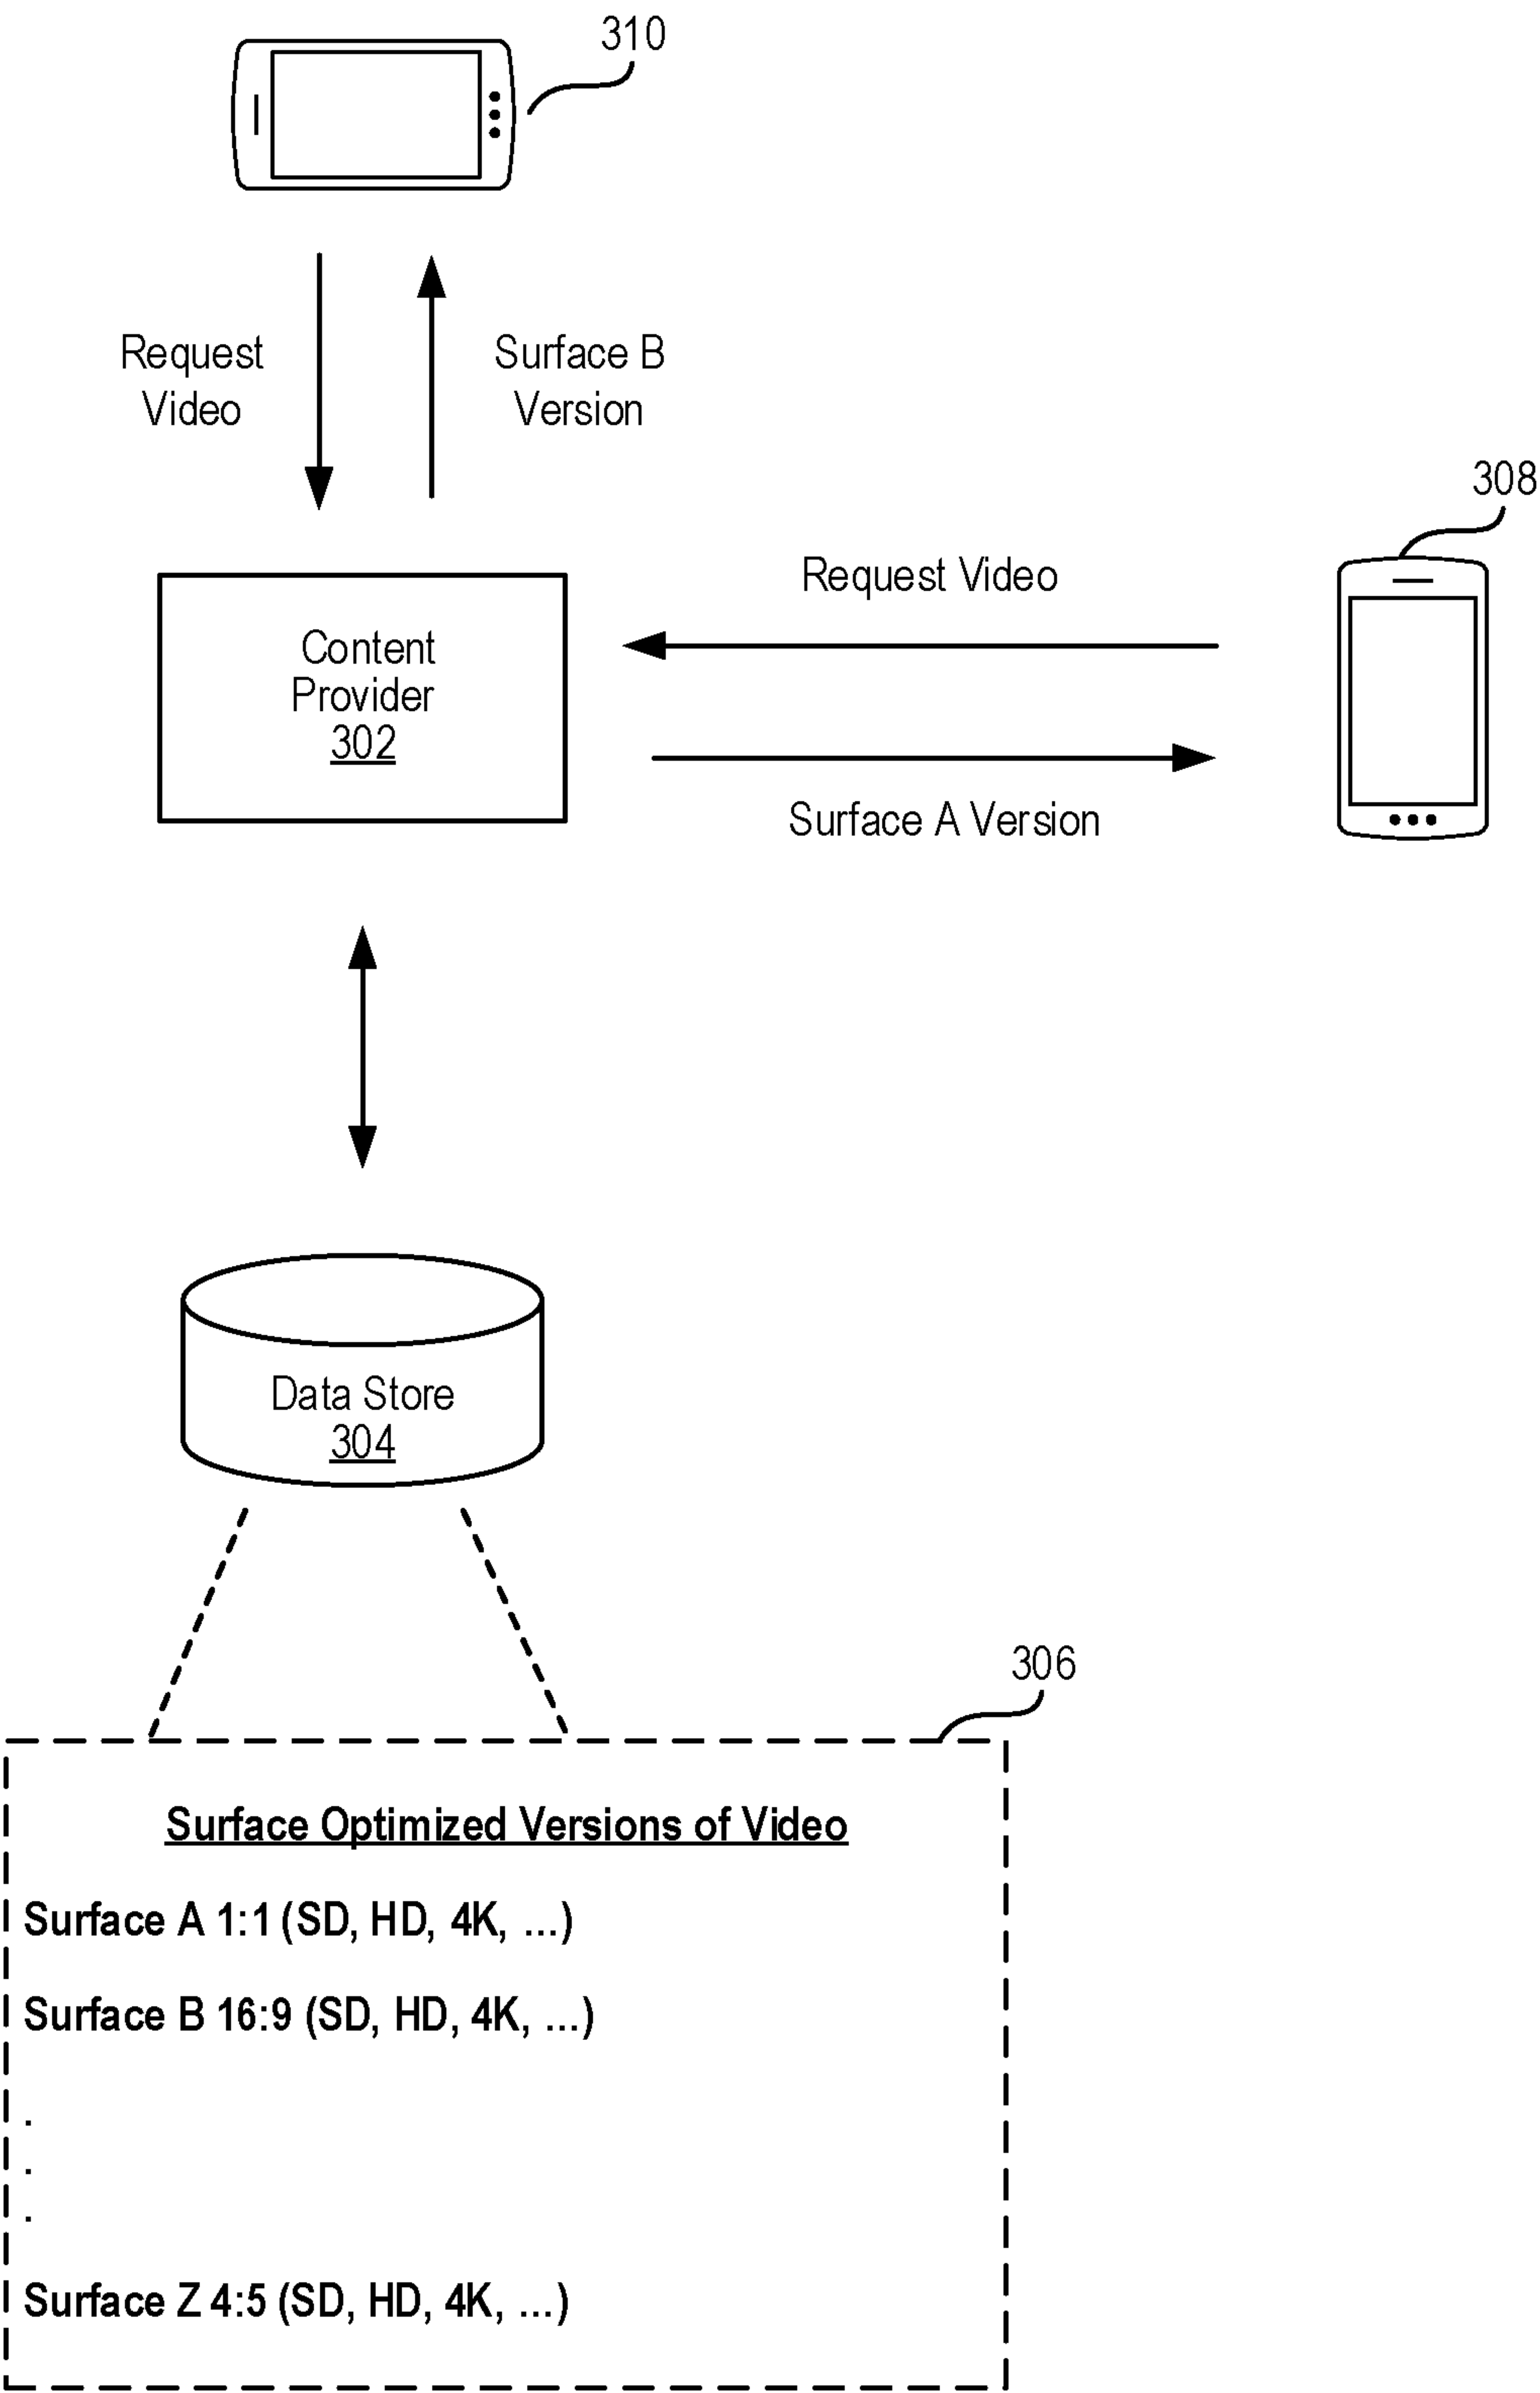 310
Request
Video
Surface B
Version
308
Request Video
Content
Provider
302
Surface A Version
Data Store
304
306
Surface Optimized Versions of Video
Surface A 1:1 (SD, HD, 4K, ...)
Surface B 16:9 (SD, HD, 4K, ...)
.
.
.
Surface Z 4:5 (SD, HD, 4K, ...)